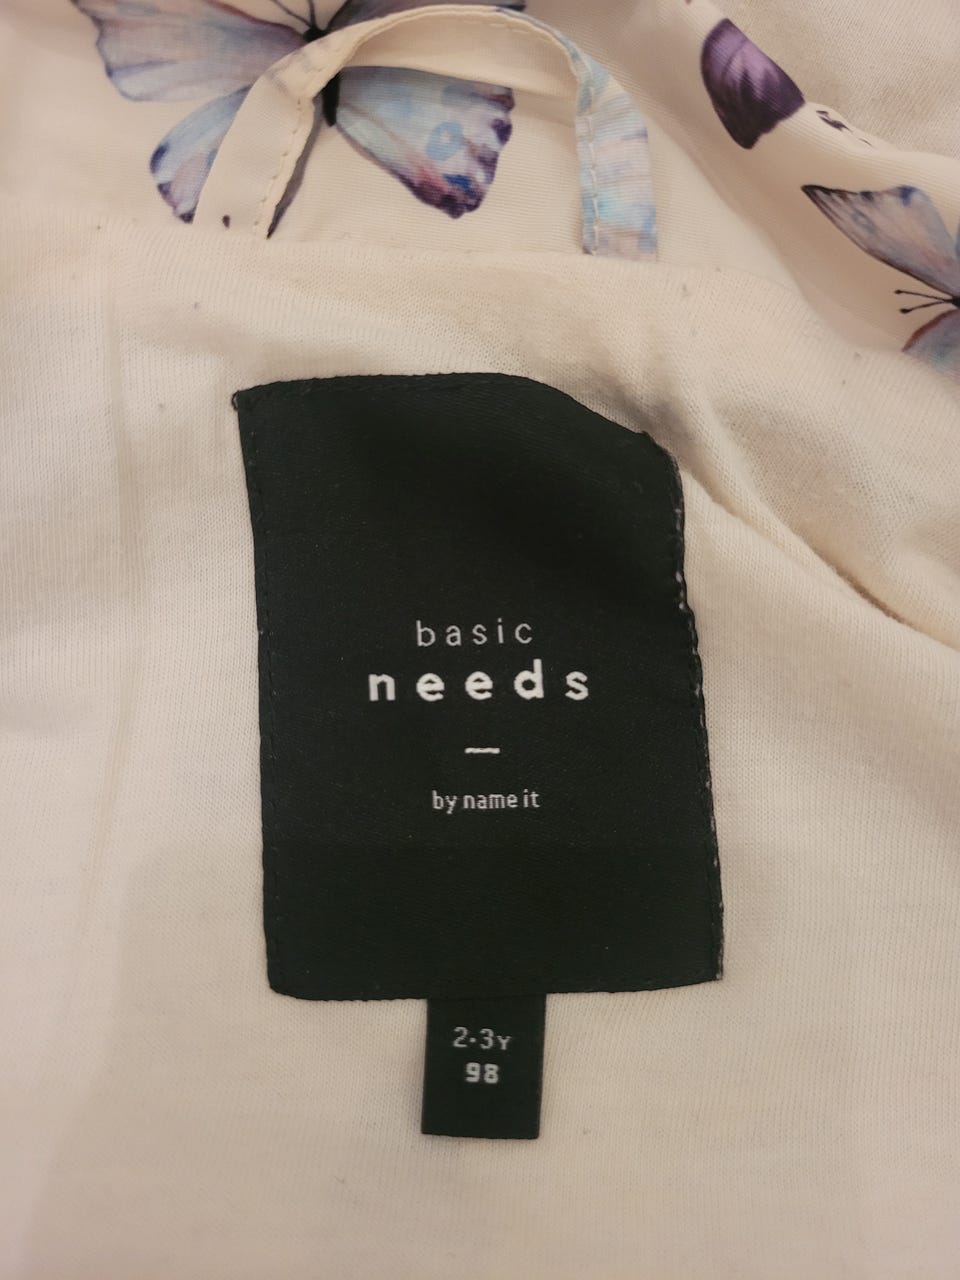 basic
needs
by name it
2-3Y
98